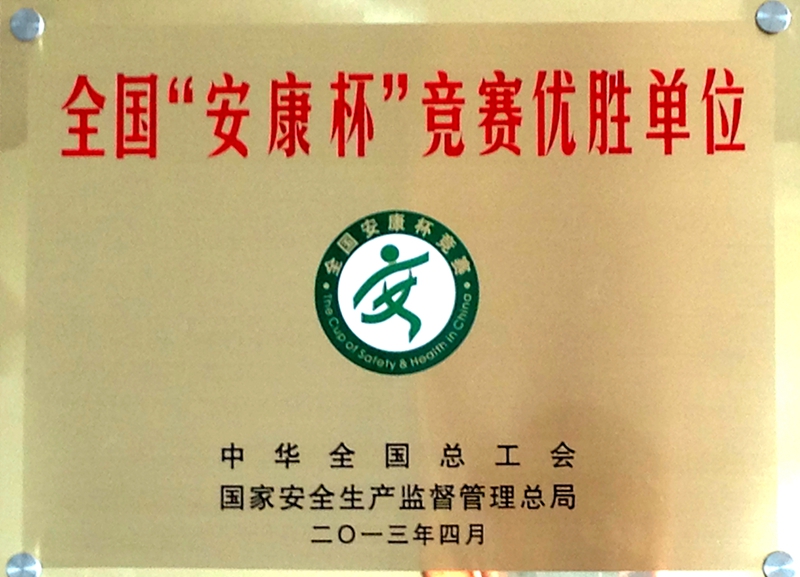 全国“安康杯”竞赛优胜单位
全国安康杯竞赛
The Cup of Safety & Health in China
中华全国总工会
国家安全生产监督管理总局
二〇一三年四月